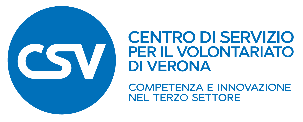 CSV
CENTRO DI SERVIZIO
PER IL VOLONTARIATO
DI VERONA
COMPETENZA E INNOVAZIONE
NEL TERZO SETTORE